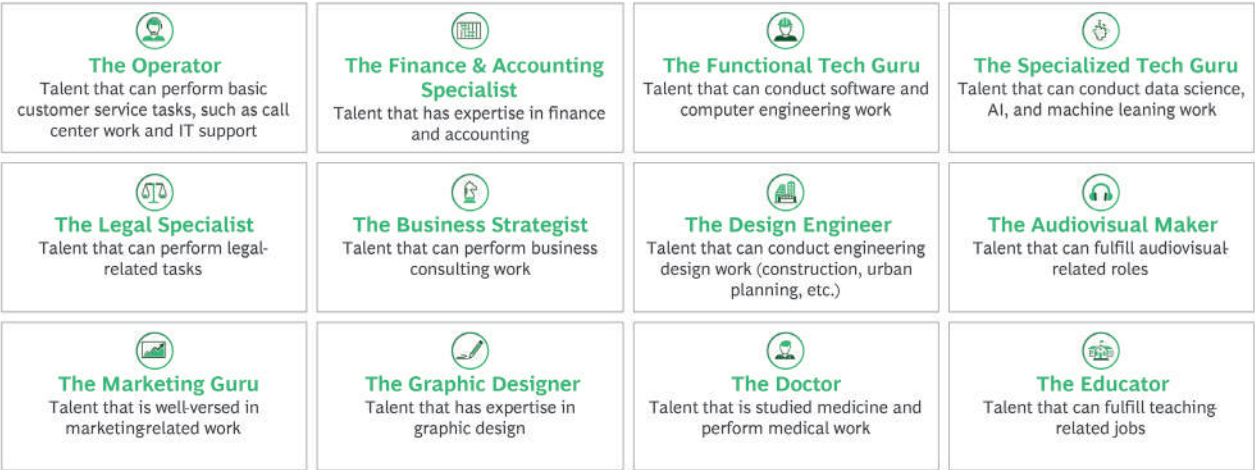 The Operator
Talent that can perform basic
customer service tasks, such as call
center work and IT support
The Finance & Accounting
Specialist
Talent that has expertise in finance
and accounting
The Functional Tech Guru
Talent that can conduct software and
computer engineering work
The Specialized Tech Guru
Talent that can conduct data science,
AI, and machine leaning work
The Legal Specialist
Talent that can perform legal-
related tasks
The Business Strategist
Talent that can perform business
consulting work
The Design Engineer
Talent that can conduct engineering
design work (construction, urban
planning, etc.)
The Audiovisual Maker
Talent that can fulfill audiovisual-
related roles
The Marketing Guru
Talent that is well-versed in
marketing-related work
The Graphic Designer
Talent that has expertise in
graphic design
The Doctor
Talent that is studied medicine and
perform medical work
The Educator
Talent that can fulfill teaching-
related jobs